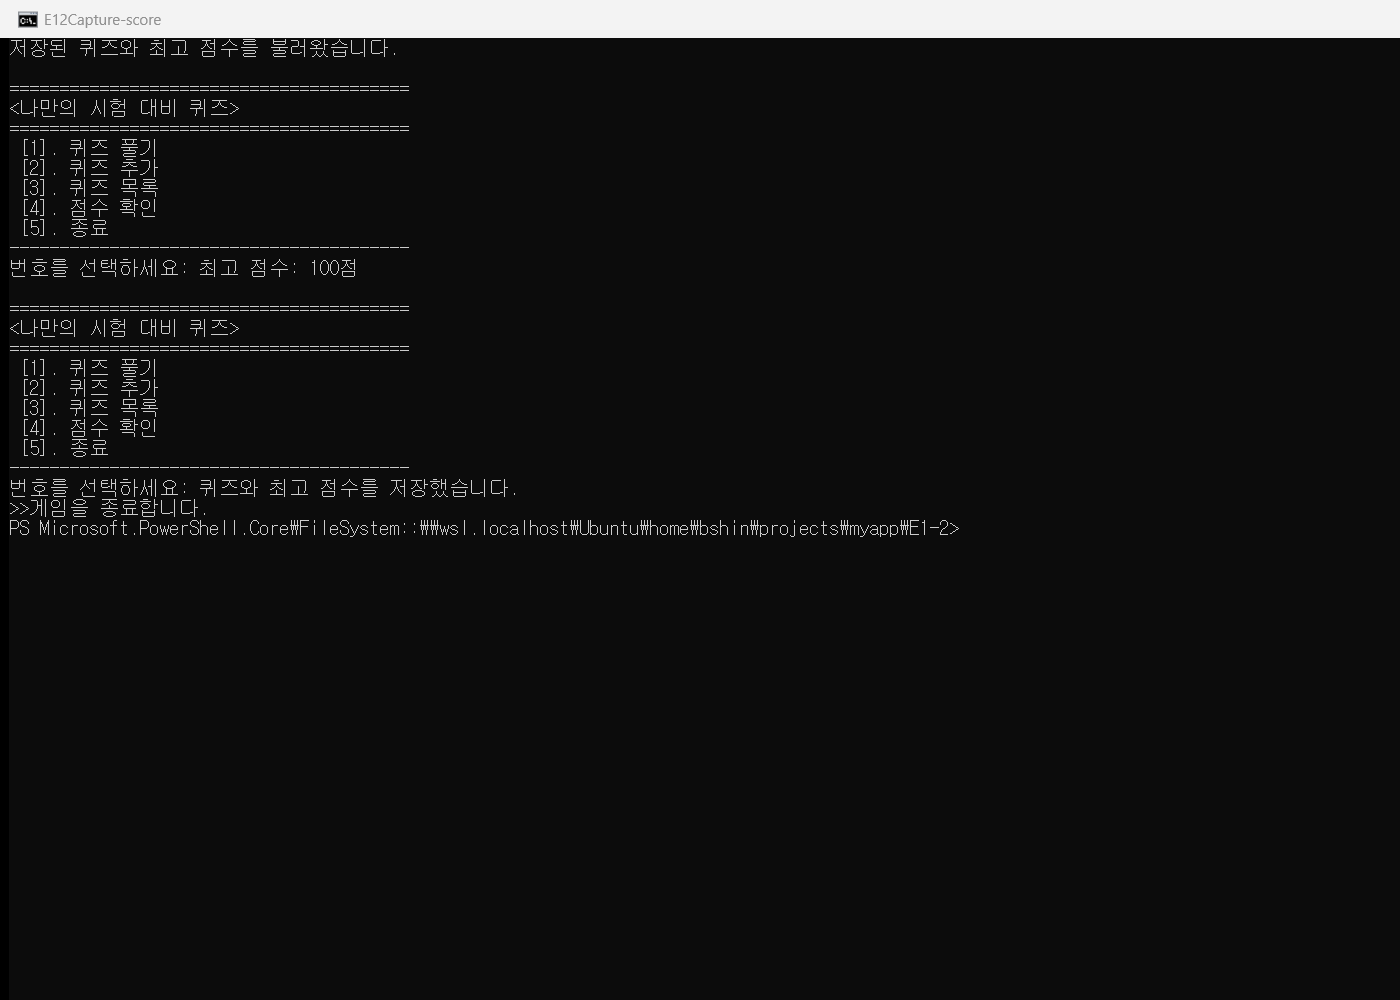 E12Capture-score
저장된 퀴즈와 최고 점수를 불러왔습니다.
========================================
<나만의 시험 대비 퀴즈>
========================================
[1]. 퀴즈 풀기
[2]. 퀴즈 추가
[3]. 퀴즈 목록
[4]. 점수 확인
[5]. 종료
----------------------------------------
번호를 선택하세요: 최고 점수: 100점
========================================
<나만의 시험 대비 퀴즈>
========================================
[1]. 퀴즈 풀기
[2]. 퀴즈 추가
[3]. 퀴즈 목록
[4]. 점수 확인
[5]. 종료
----------------------------------------
번호를 선택하세요: 퀴즈와 최고 점수를 저장했습니다.
>>게임을 종료합니다.
PS Microsoft.PowerShell.Core₩FileSystem::₩₩wsl.localhost₩Ubuntu₩home₩bshin₩projects₩myapp₩E1-2>